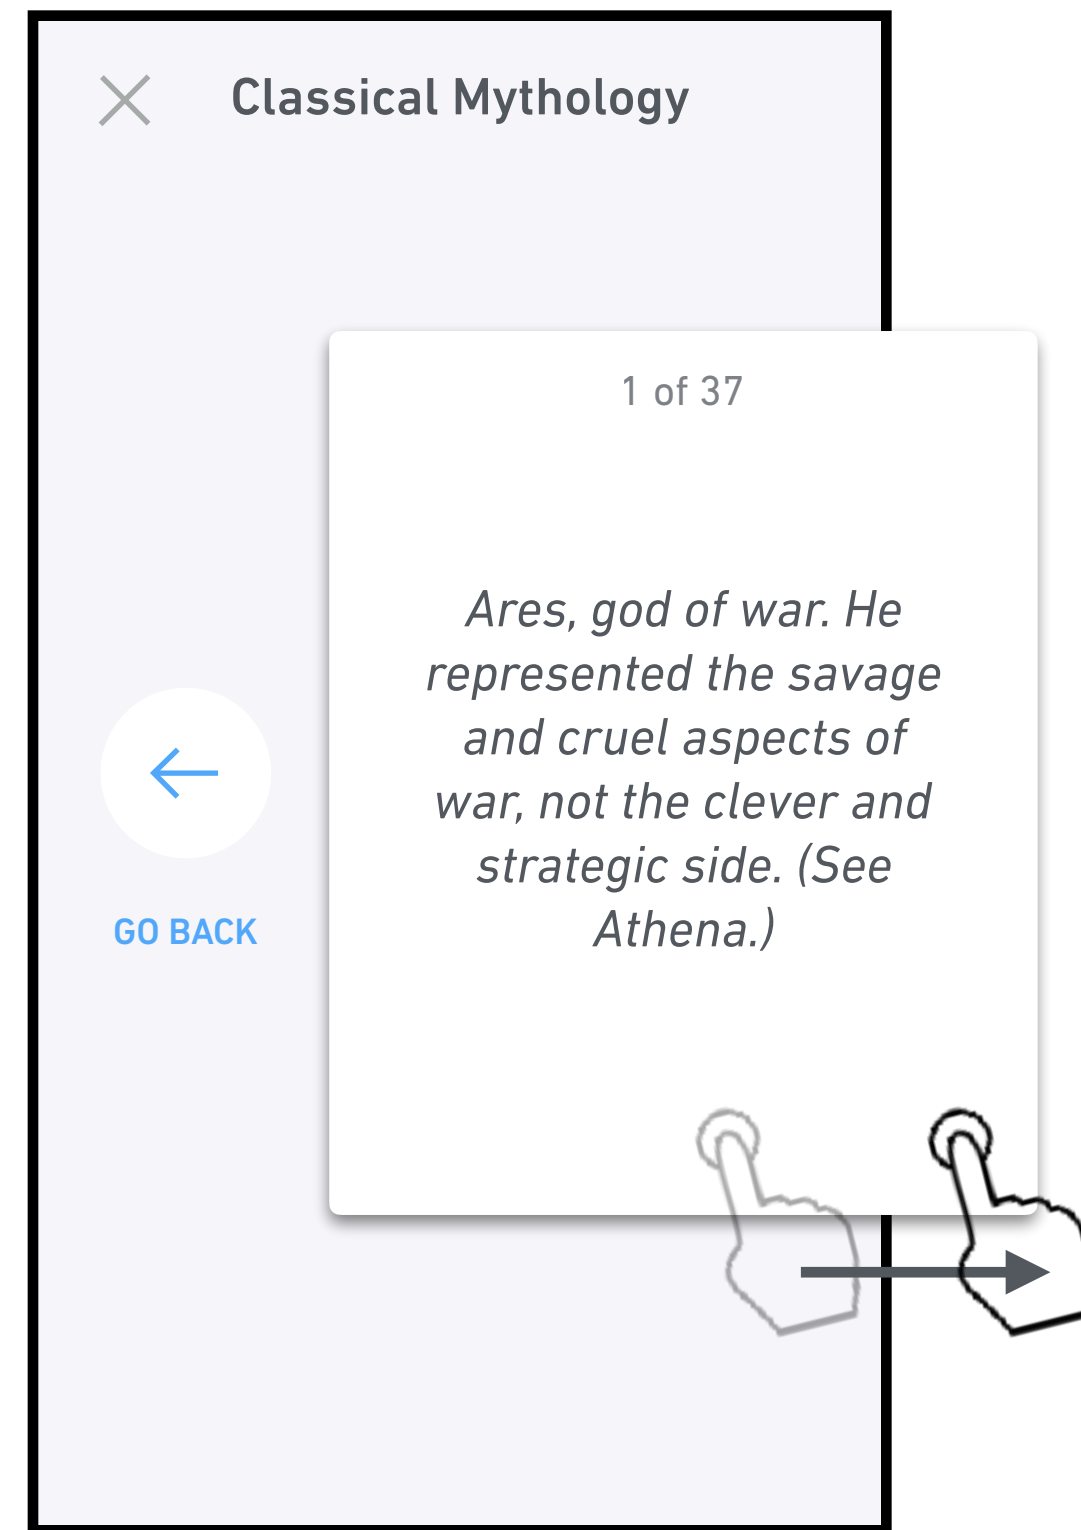 Classical Mythology
1 of 37
Ares, god of war. He
represented the savage
and cruel aspects of
war, not the clever and
strategic side. (See
Athena.)
GO BACK